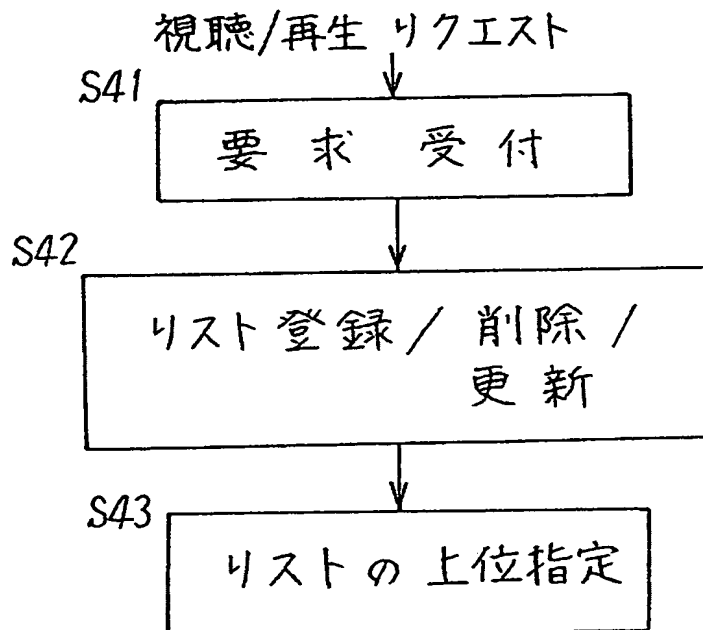 視聴/再生 リクエスト
S41
要求 受付
S42
リスト 登録 / 削除 /
更新
S43
リストの 上位指定